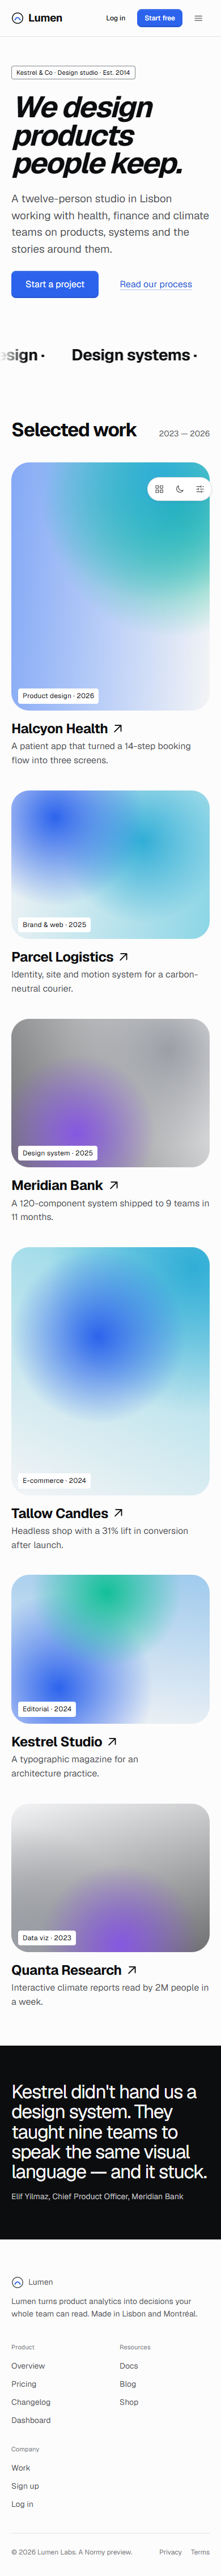 Lumen
Log in
Start free
Kestrel & Co · Design studio · Est. 2014
We design
products
people keep.
A twelve-person studio in Lisbon
working with health, finance and climate
teams on products, systems and the
stories around them.
Start a project
Read our process
esign ·
Design systems ·
Selected work
2023 — 2026
Product design · 2026
Halcyon Health
A patient app that turned a 14-step booking
flow into three screens.
Brand & web · 2025
Parcel Logistics
Identity, site and motion system for a carbon-
neutral courier.
Design system · 2025
Meridian Bank
A 120-component system shipped to 9 teams in
11 months.
E-commerce · 2024
Tallow Candles
Headless shop with a 31% lift in conversion
after launch.
Editorial · 2024
Kestrel Studio
A typographic magazine for an
architecture practice.
Data viz · 2023
Quanta Research
Interactive climate reports read by 2M people in
a week.
Kestrel didn't hand us a
design system. They
taught nine teams to
speak the same visual
language — and it stuck.
Elif Yilmaz, Chief Product Officer, Meridian Bank
Lumen
Lumen turns product analytics into decisions your
whole team can read. Made in Lisbon and Montréal.
Product
Resources
Overview
Docs
Pricing
Blog
Changelog
Shop
Dashboard
Company
Work
Sign up
Log in
© 2026 Lumen Labs. A Normy preview.
Privacy
Terms